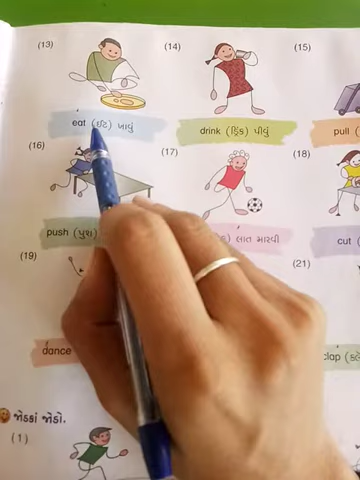 (13) (14) (15)
eat (ઈટ) ખાવું drink (ડ્રિંક) પીવું pull (
(16) (17) (18)
push (પુશ) લાત મારવી cut (
(19) (21)
dance clap (
જોડકાં જોડો.
(1)